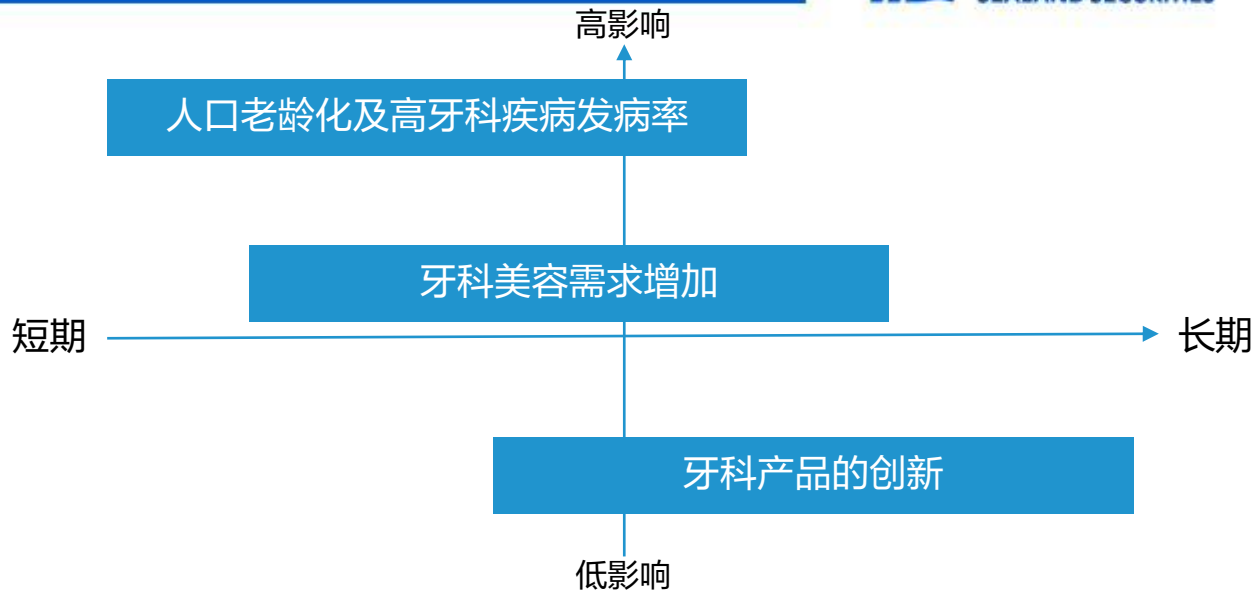 SEALAND SECURITIES
高影响
人口老龄化及高牙科疾病发病率
牙科美容需求增加
短期
长期
牙科产品的创新
低影响